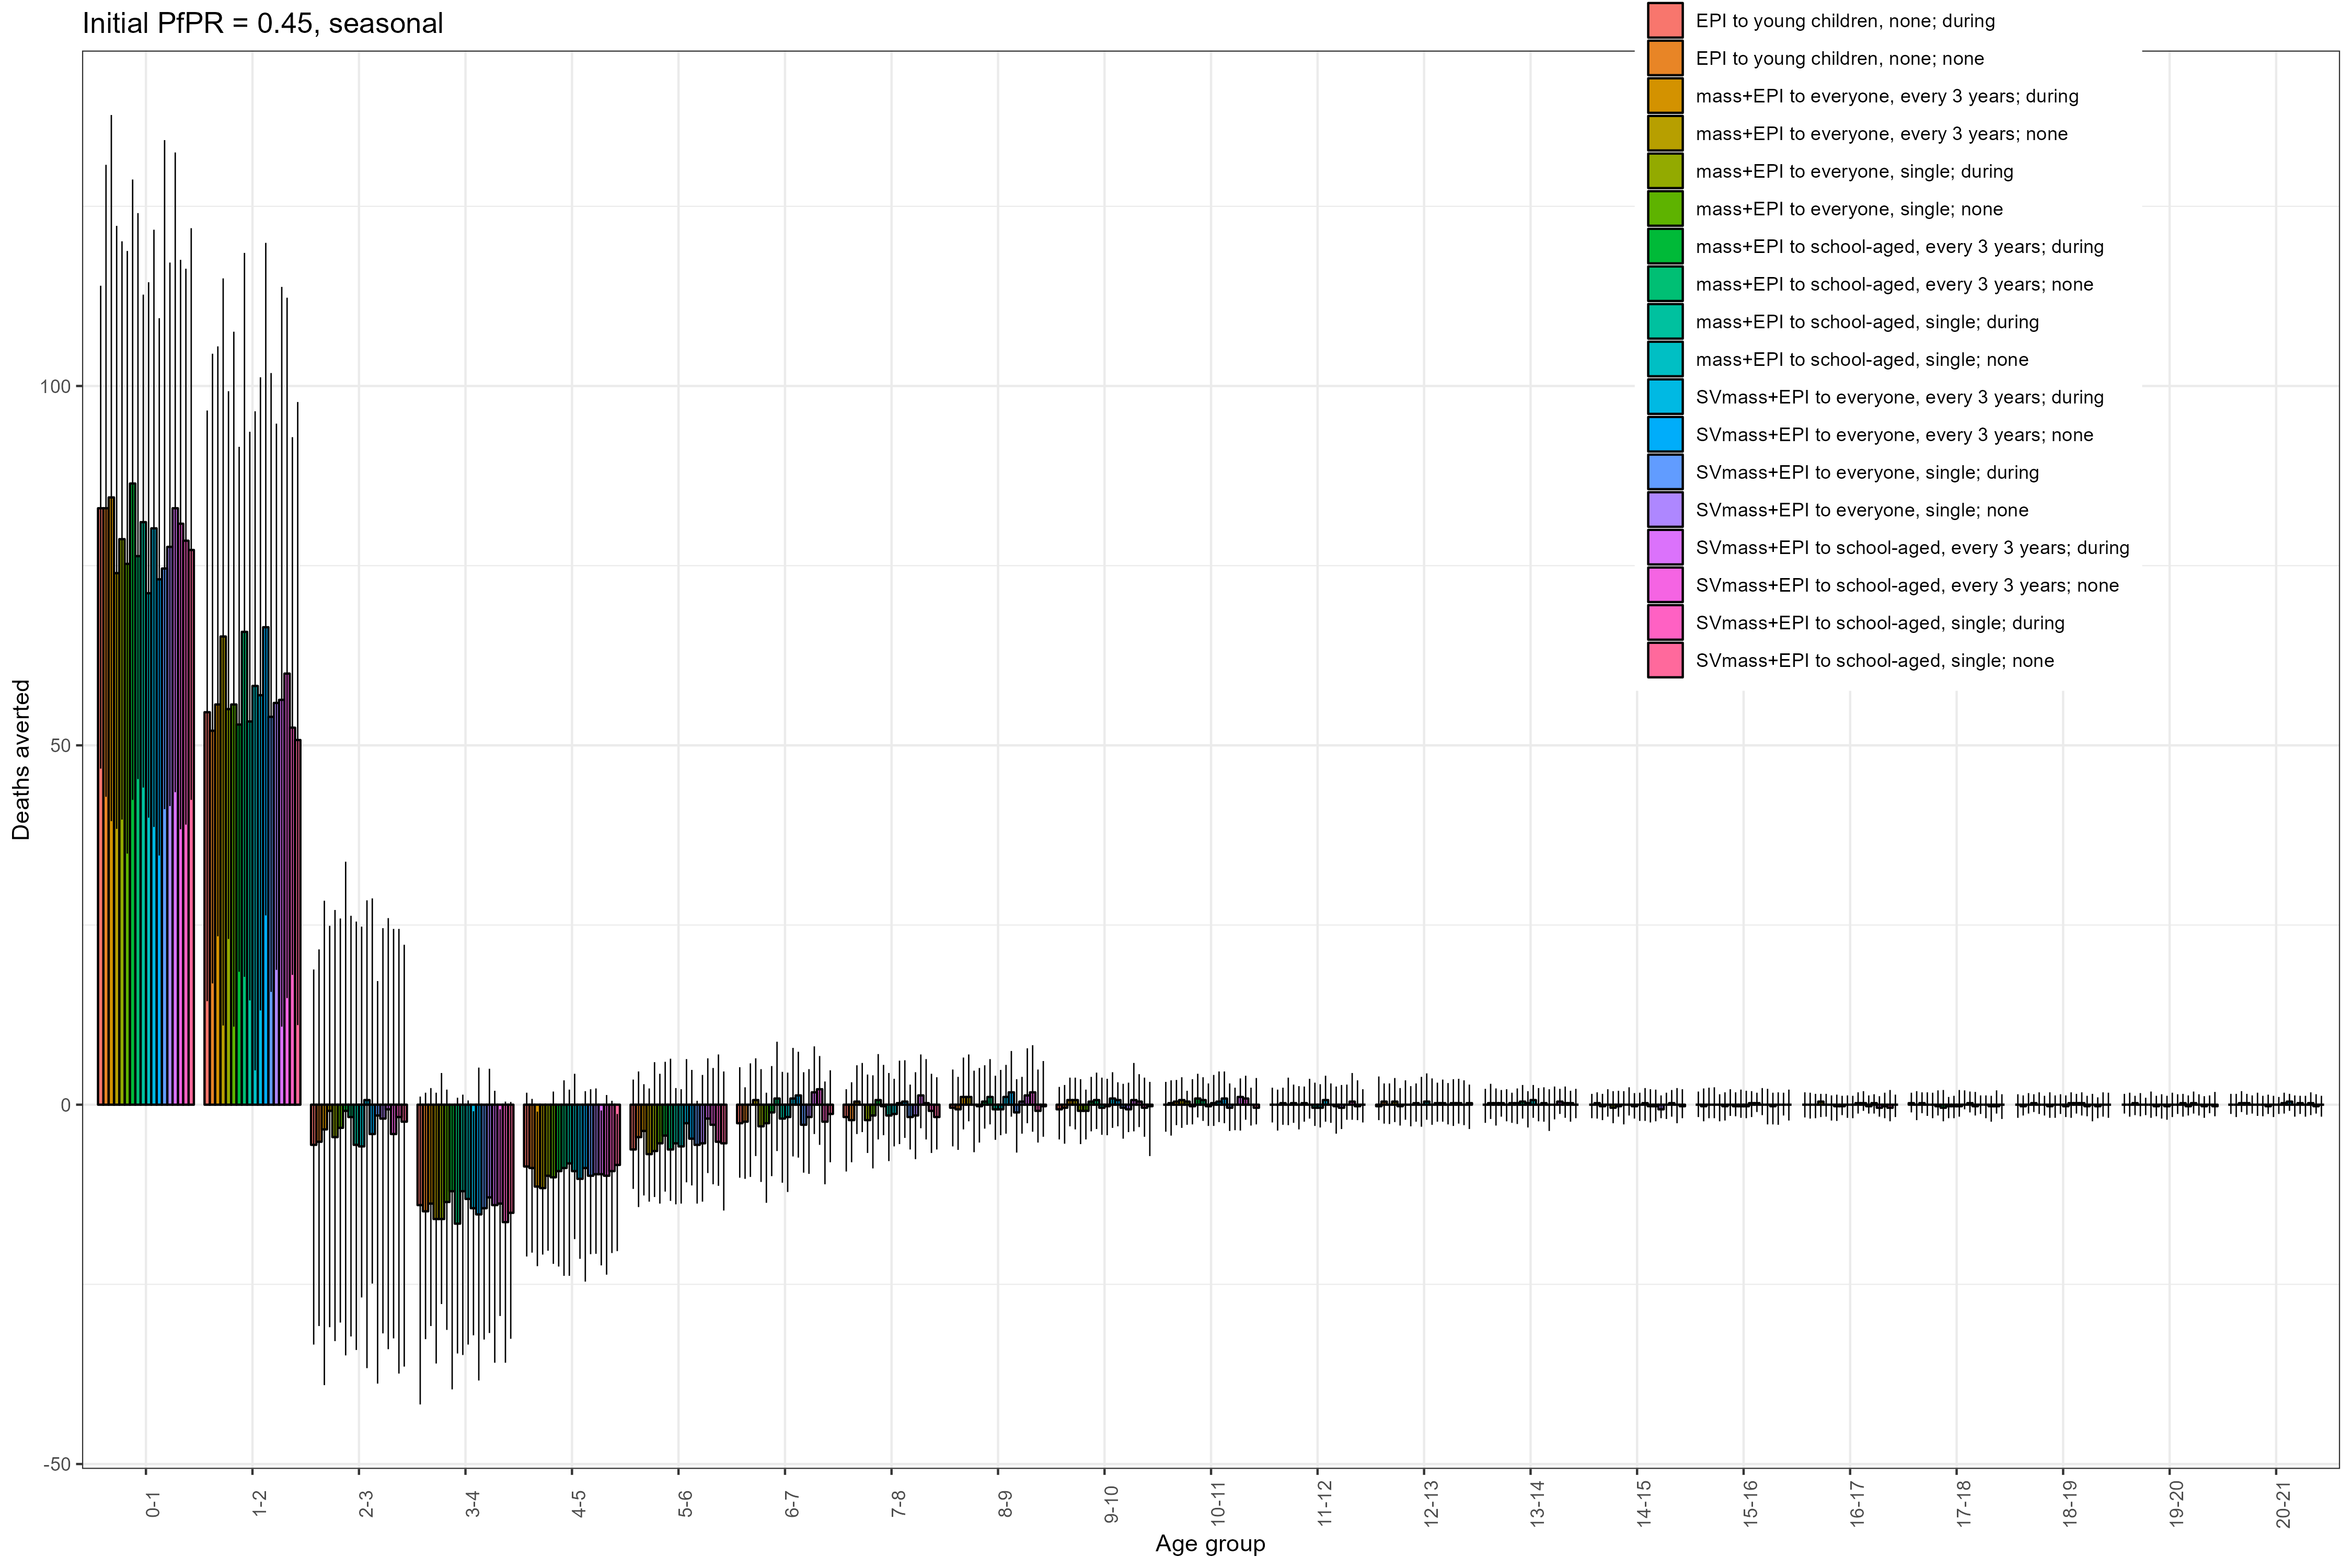 Initial PfPR = 0.45, seasonal
EPI to young children, none; during
EPI to young children, none; none
mass+EPI to everyone, every 3 years; during
mass+EPI to everyone, every 3 years; none
mass+EPI to everyone, single; during
mass+EPI to everyone, single; none
mass+EPI to school-aged, every 3 years; during
mass+EPI to school-aged, every 3 years; none
mass+EPI to school-aged, single; during
mass+EPI to school-aged, single; none
SVmass+EPI to everyone, every 3 years; during
SVmass+EPI to everyone, every 3 years; none
SVmass+EPI to everyone, single; during
SVmass+EPI to everyone, single; none
SVmass+EPI to school-aged, every 3 years; during
SVmass+EPI to school-aged, every 3 years; none
SVmass+EPI to school-aged, single; during
SVmass+EPI to school-aged, single; none
Deaths averted
100
50
0
-50
0-1
1-2
2-3
3-4
4-5
5-6
6-7
7-8
8-9
9-10
10-11
11-12
12-13
13-14
14-15
15-16
16-17
17-18
18-19
19-20
20-21
Age group